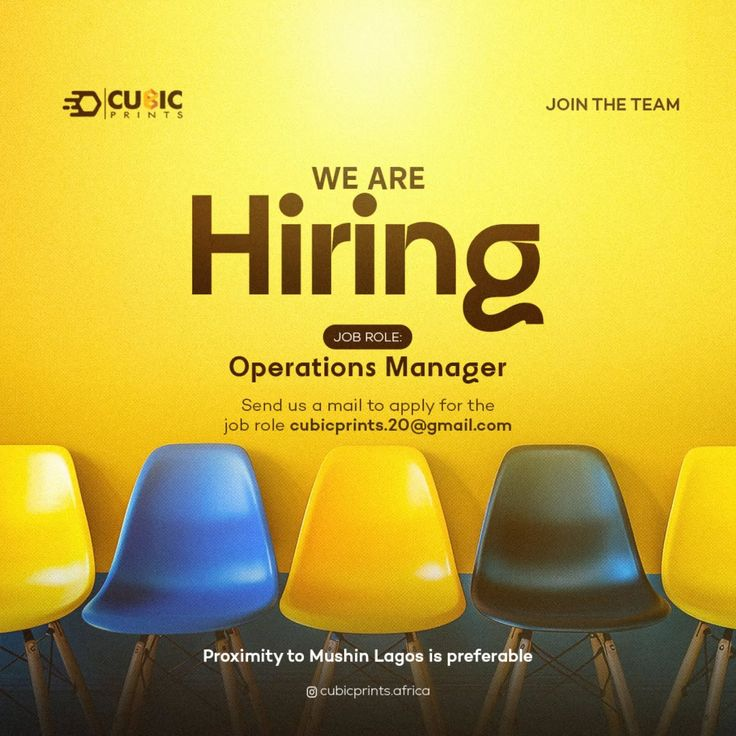 CUBIC
PRINTS
JOIN THE TEAM
WE ARE
Hiring
JOB ROLE:
Operations Manager
Send us a mail to apply for the
job role cubicprints.20@gmail.com
Proximity to Mushin Lagos is preferable
cubicprints.africa